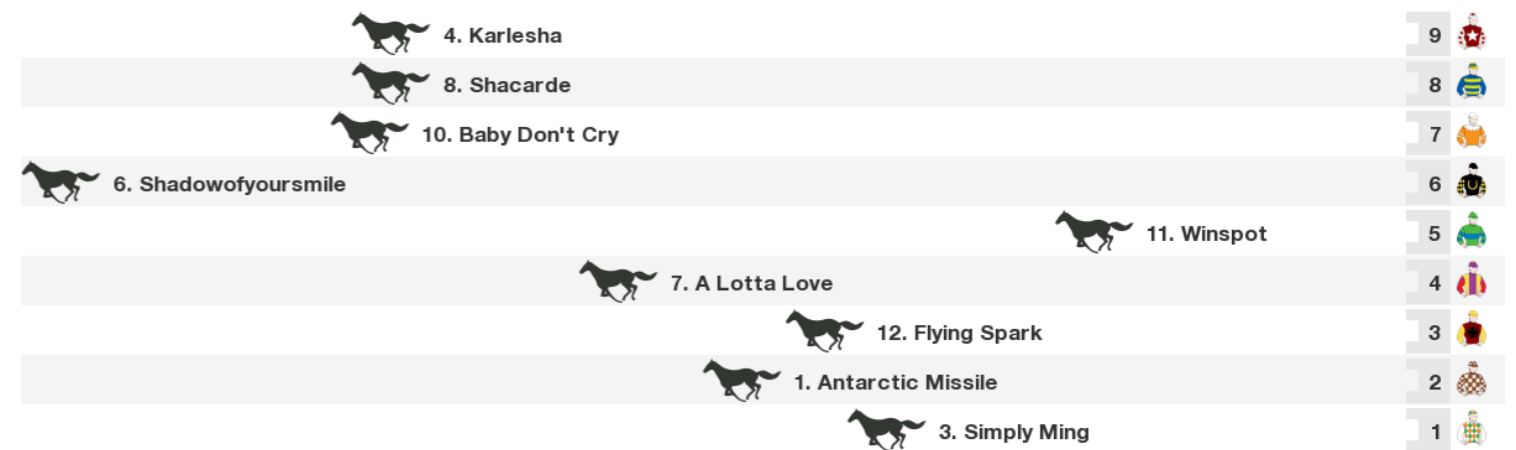 4. Karlesha 9
8. Shacarde 8
10. Baby Don't Cry 7
6. Shadowofyoursmile 6
11. Winspot 5
7. A Lotta Love 4
12. Flying Spark 3
1. Antarctic Missile 2
3. Simply Ming 1